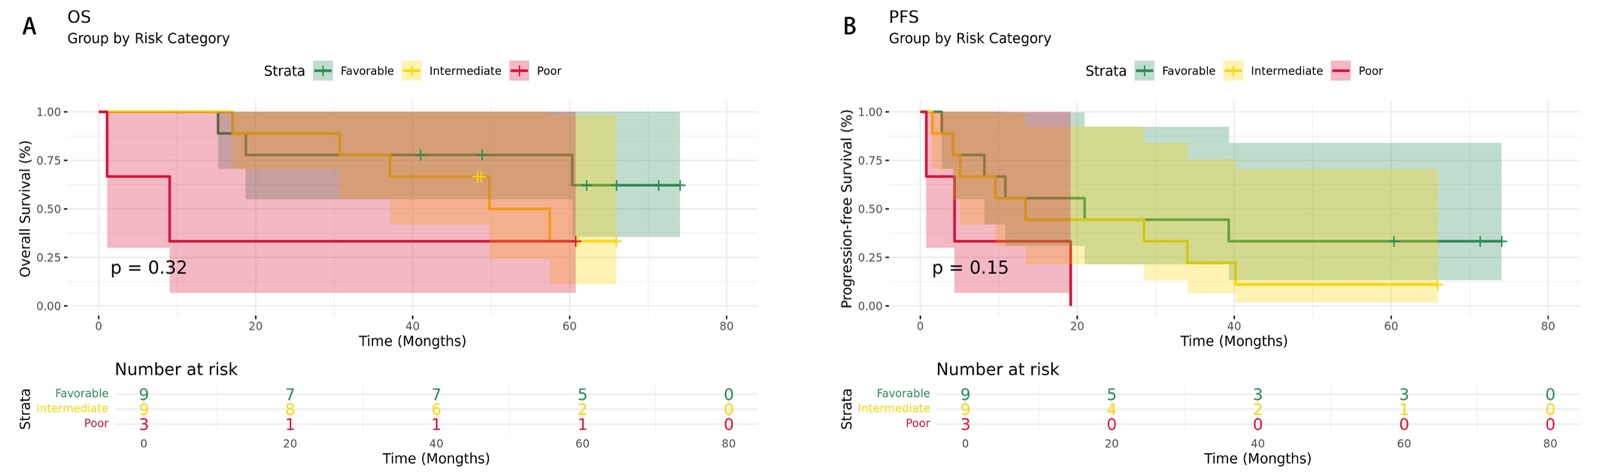 A
OS
Group by Risk Category
Strata Favorable Intermediate Poor
Overall Survival (%)
1.00
0.75
0.50
0.25
0.00
p = 0.32
0 20 40 60 80
Time (Mongths)
Number at risk
Strata
Favorable 9 7 7 5 0
Intermediate 9 8 6 2 0
Poor 3 1 1 1 0
0 20 40 60 80
Time (Mongths)
B
PFS
Group by Risk Category
Strata Favorable Intermediate Poor
Progression-free Survival (%)
1.00
0.75
0.50
0.25
0.00
p = 0.15
0 20 40 60 80
Time (Mongths)
Number at risk
Strata
Favorable 9 5 3 3 0
Intermediate 9 4 2 1 0
Poor 3 0 0 0 0
0 20 40 60 80
Time (Mongths)